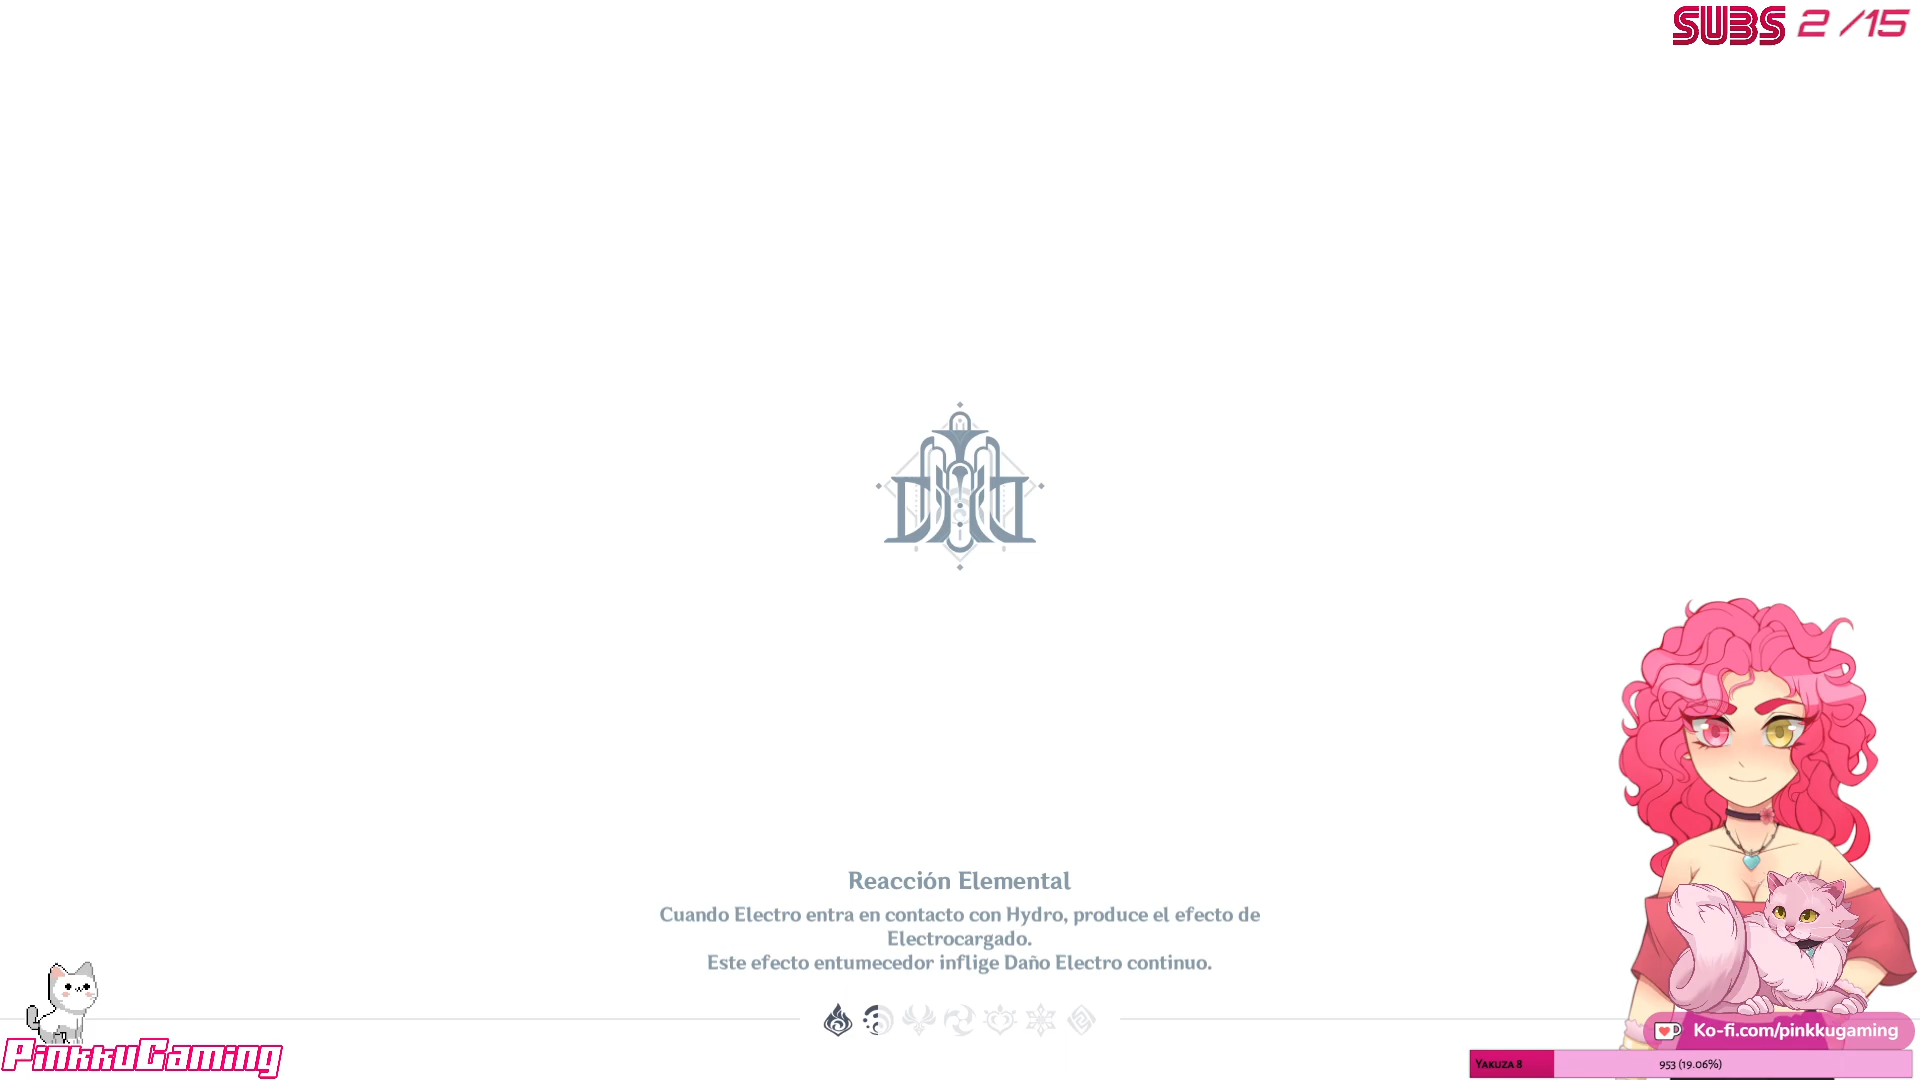 SUBS 2 /15
Reacción Elemental
Cuando Electro entra en contacto con Hydro, produce el efecto de
Electrocargado.
Este efecto entumecedor inflige Daño Electro continuo.
PinkkuGaming
Ko-fi.com/pinkkugaming
Yakuza 8 953 (19.06%)